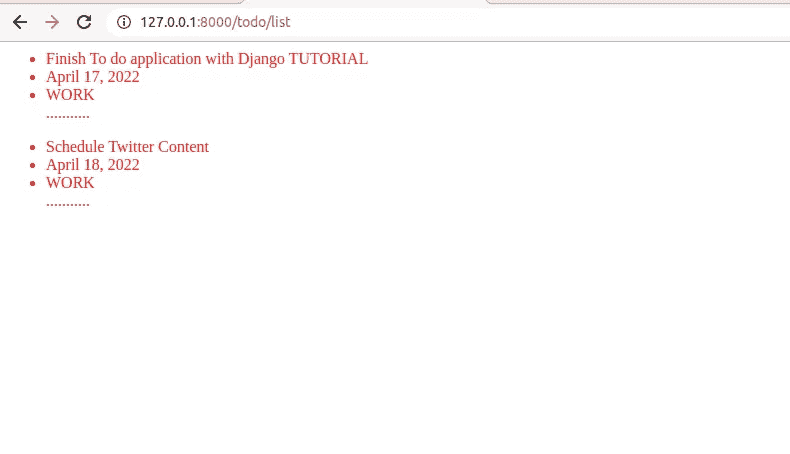 127.0.0.1:8000/todo/list
Finish To do application with Django TUTORIAL
April 17, 2022
WORK
...........
Schedule Twitter Content
April 18, 2022
WORK
...........